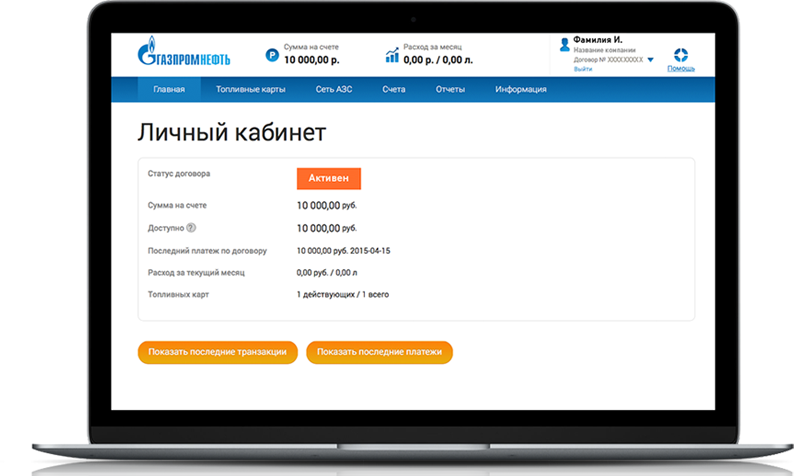 ГАЗПРОМНЕФТЬ
Сумма на счете
10 000,00 р.
Расход за месяц
0,00 р. / 0,00 л.
Фамилия И.
Название компании
Договор № XXXXXXXXX
Выйти
Помощь
Главная Топливные карты Сеть АЗС Счета Отчеты Информация
Личный кабинет
Статус договора Активен
Сумма на счете 10 000,00 руб.
Доступно ? 10 000,00 руб.
Последний платеж по договору 10 000,00 руб. 2015-04-15
Расход за текущий месяц 0,00 руб. / 0,00 л
Топливных карт 1 действующих / 1 всего
Показать последние транзакции Показать последние платежи